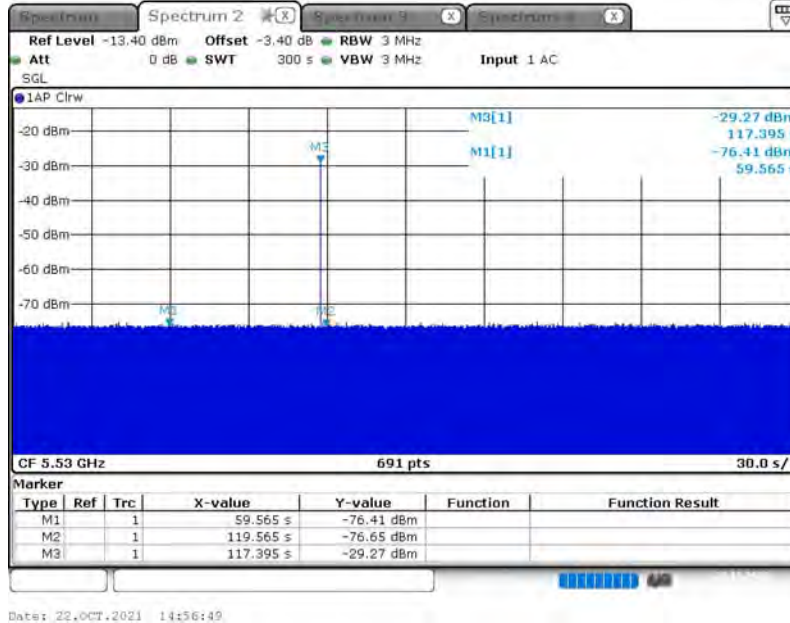 Spectrum Spectrum 2 X Spectrum 3 X Spectrum 4 X
Ref Level -13.40 dBm Offset -3.40 dB RBW 3 MHz
Att 0 dB SWT 300 s VBW 3 MHz Input 1 AC
SGL
1AP Clrw
M3[1] -29.27 dBm
117.395
M1[1] -76.41 dBm
59.565 s
-20 dBm
M3
-30 dBm
-40 dBm
-50 dBm
-60 dBm
-70 dBm
M1 M2
CF 5.53 GHz 691 pts 30.0 s/
Marker
Type Ref Trc X-value Y-value Function Function Result
M1 1 59.565 s -76.41 dBm
M2 1 119.565 s -76.65 dBm
M3 1 117.395 s -29.27 dBm
Date: 22.OCT.2021 14:56:49